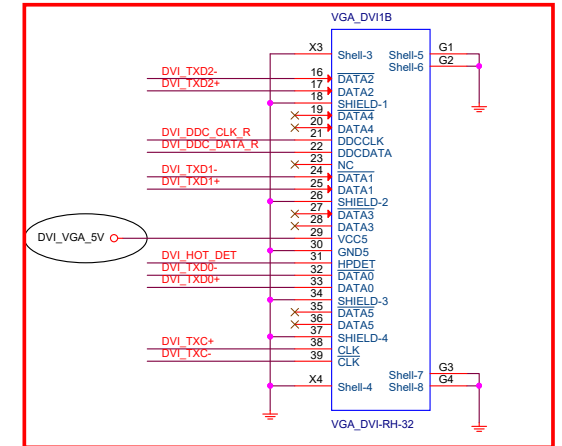 VGA_DVI1B
X3 Shell-3 Shell-5 G1
Shell-6 G2
DVI_TXD2- 16 DATA2
DVI_TXD2+ 17 DATA2
18 SHIELD-1
19 DATA4
20 DATA4
DVI_DDC_CLK_R 21 DDCCLK
DVI_DDC_DATA_R 22 DDCDATA
23 NC
DVI_TXD1- 24 DATA1
DVI_TXD1+ 25 DATA1
26 SHIELD-2
27 DATA3
28 DATA3
DVI_VGA_5V 29 VCC5
30 GND5
DVI_HOT_DET 31 HPDET
DVI_TXD0- 32 DATA0
DVI_TXD0+ 33 DATA0
34 SHIELD-3
35 DATA5
36 DATA5
37 SHIELD-4
DVI_TXC+ 38 CLK
DVI_TXC- 39 CLK
Shell-7 G3
X4 Shell-4 Shell-8 G4
VGA_DVI-RH-32